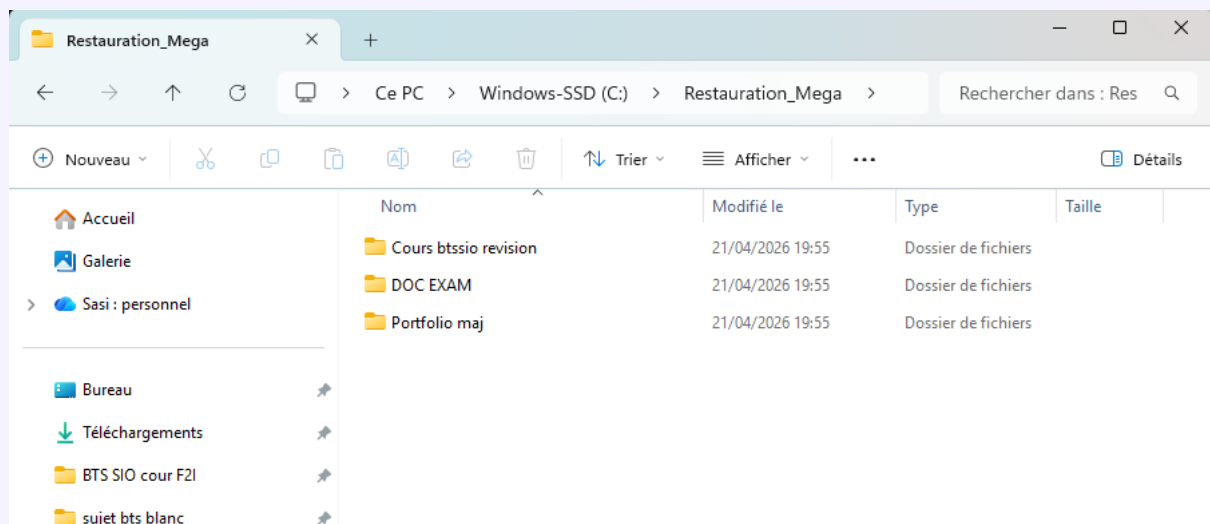 Restauration_Mega
Ce PC > Windows-SSD (C:) > Restauration_Mega > Rechercher dans : Res
Nouveau Trier Afficher Détails
Accueil
Galerie
Sasi : personnel
Bureau
Téléchargements
BTS SIO cour F2I
sujet bts blanc
Nom Modifié le Type Taille
Cours btssio revision 21/04/2026 19:55 Dossier de fichiers
DOC EXAM 21/04/2026 19:55 Dossier de fichiers
Portfolio maj 21/04/2026 19:55 Dossier de fichiers